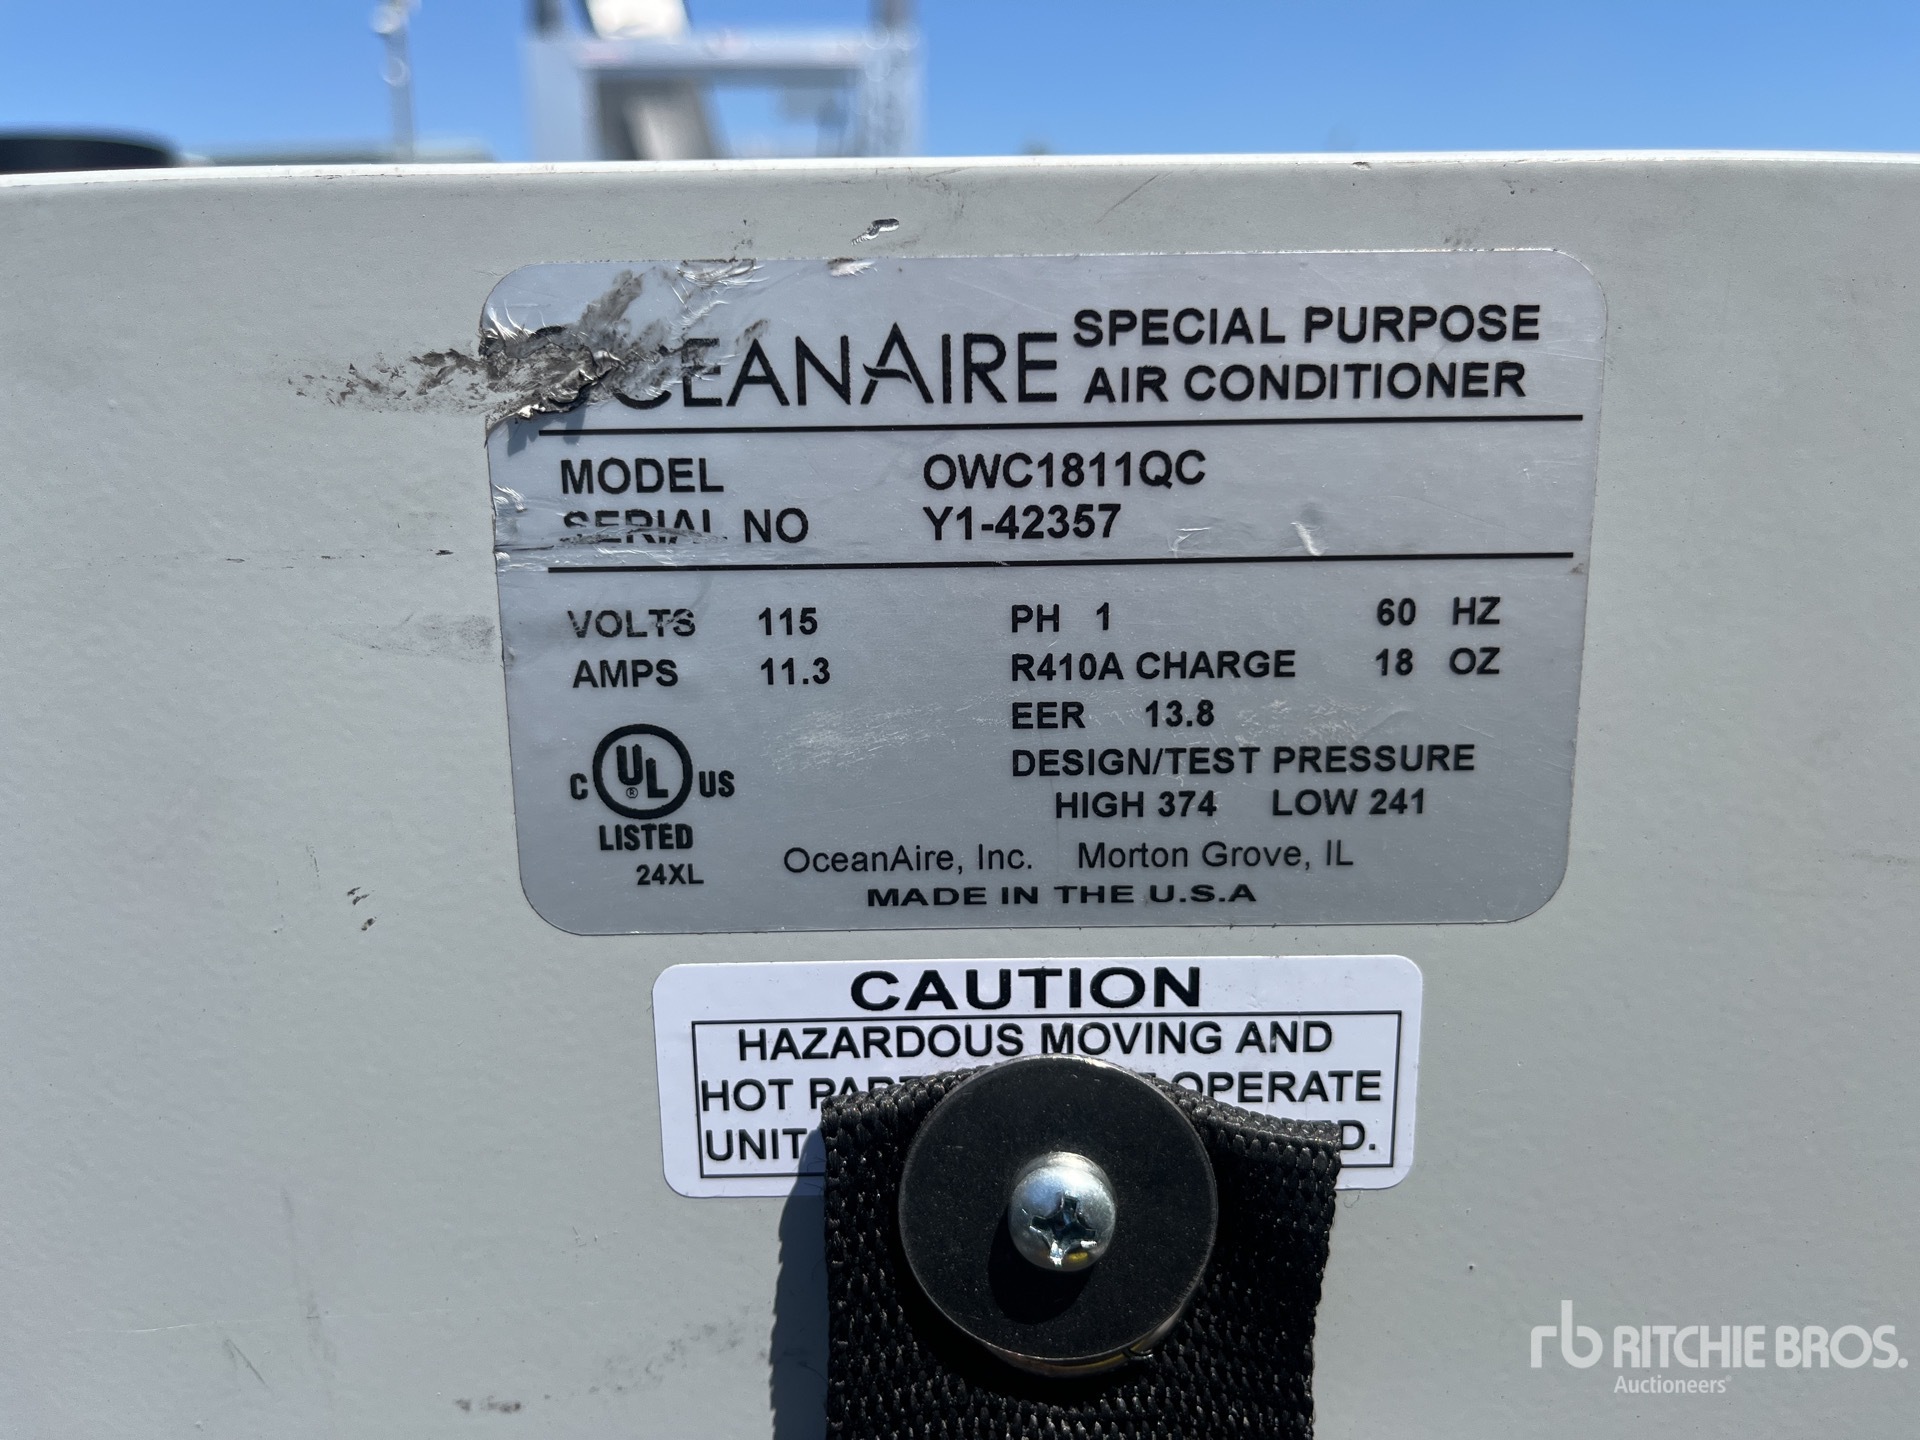 OCEANAIRE SPECIAL PURPOSE
AIR CONDITIONER
MODEL OWC1811QC
SERIAL NO Y1-42357
VOLTS 115 PH 1 60 HZ
AMPS 11.3 R410A CHARGE 18 OZ
EER 13.8
DESIGN/TEST PRESSURE
HIGH 374 LOW 241
C UL ® US
LISTED
24XL
OceanAire, Inc. Morton Grove, IL
MADE IN THE U.S.A
CAUTION
HAZARDOUS MOVING AND
HOT OPERATE
UNIT
rb RITCHIE BROS.
Auctioneers